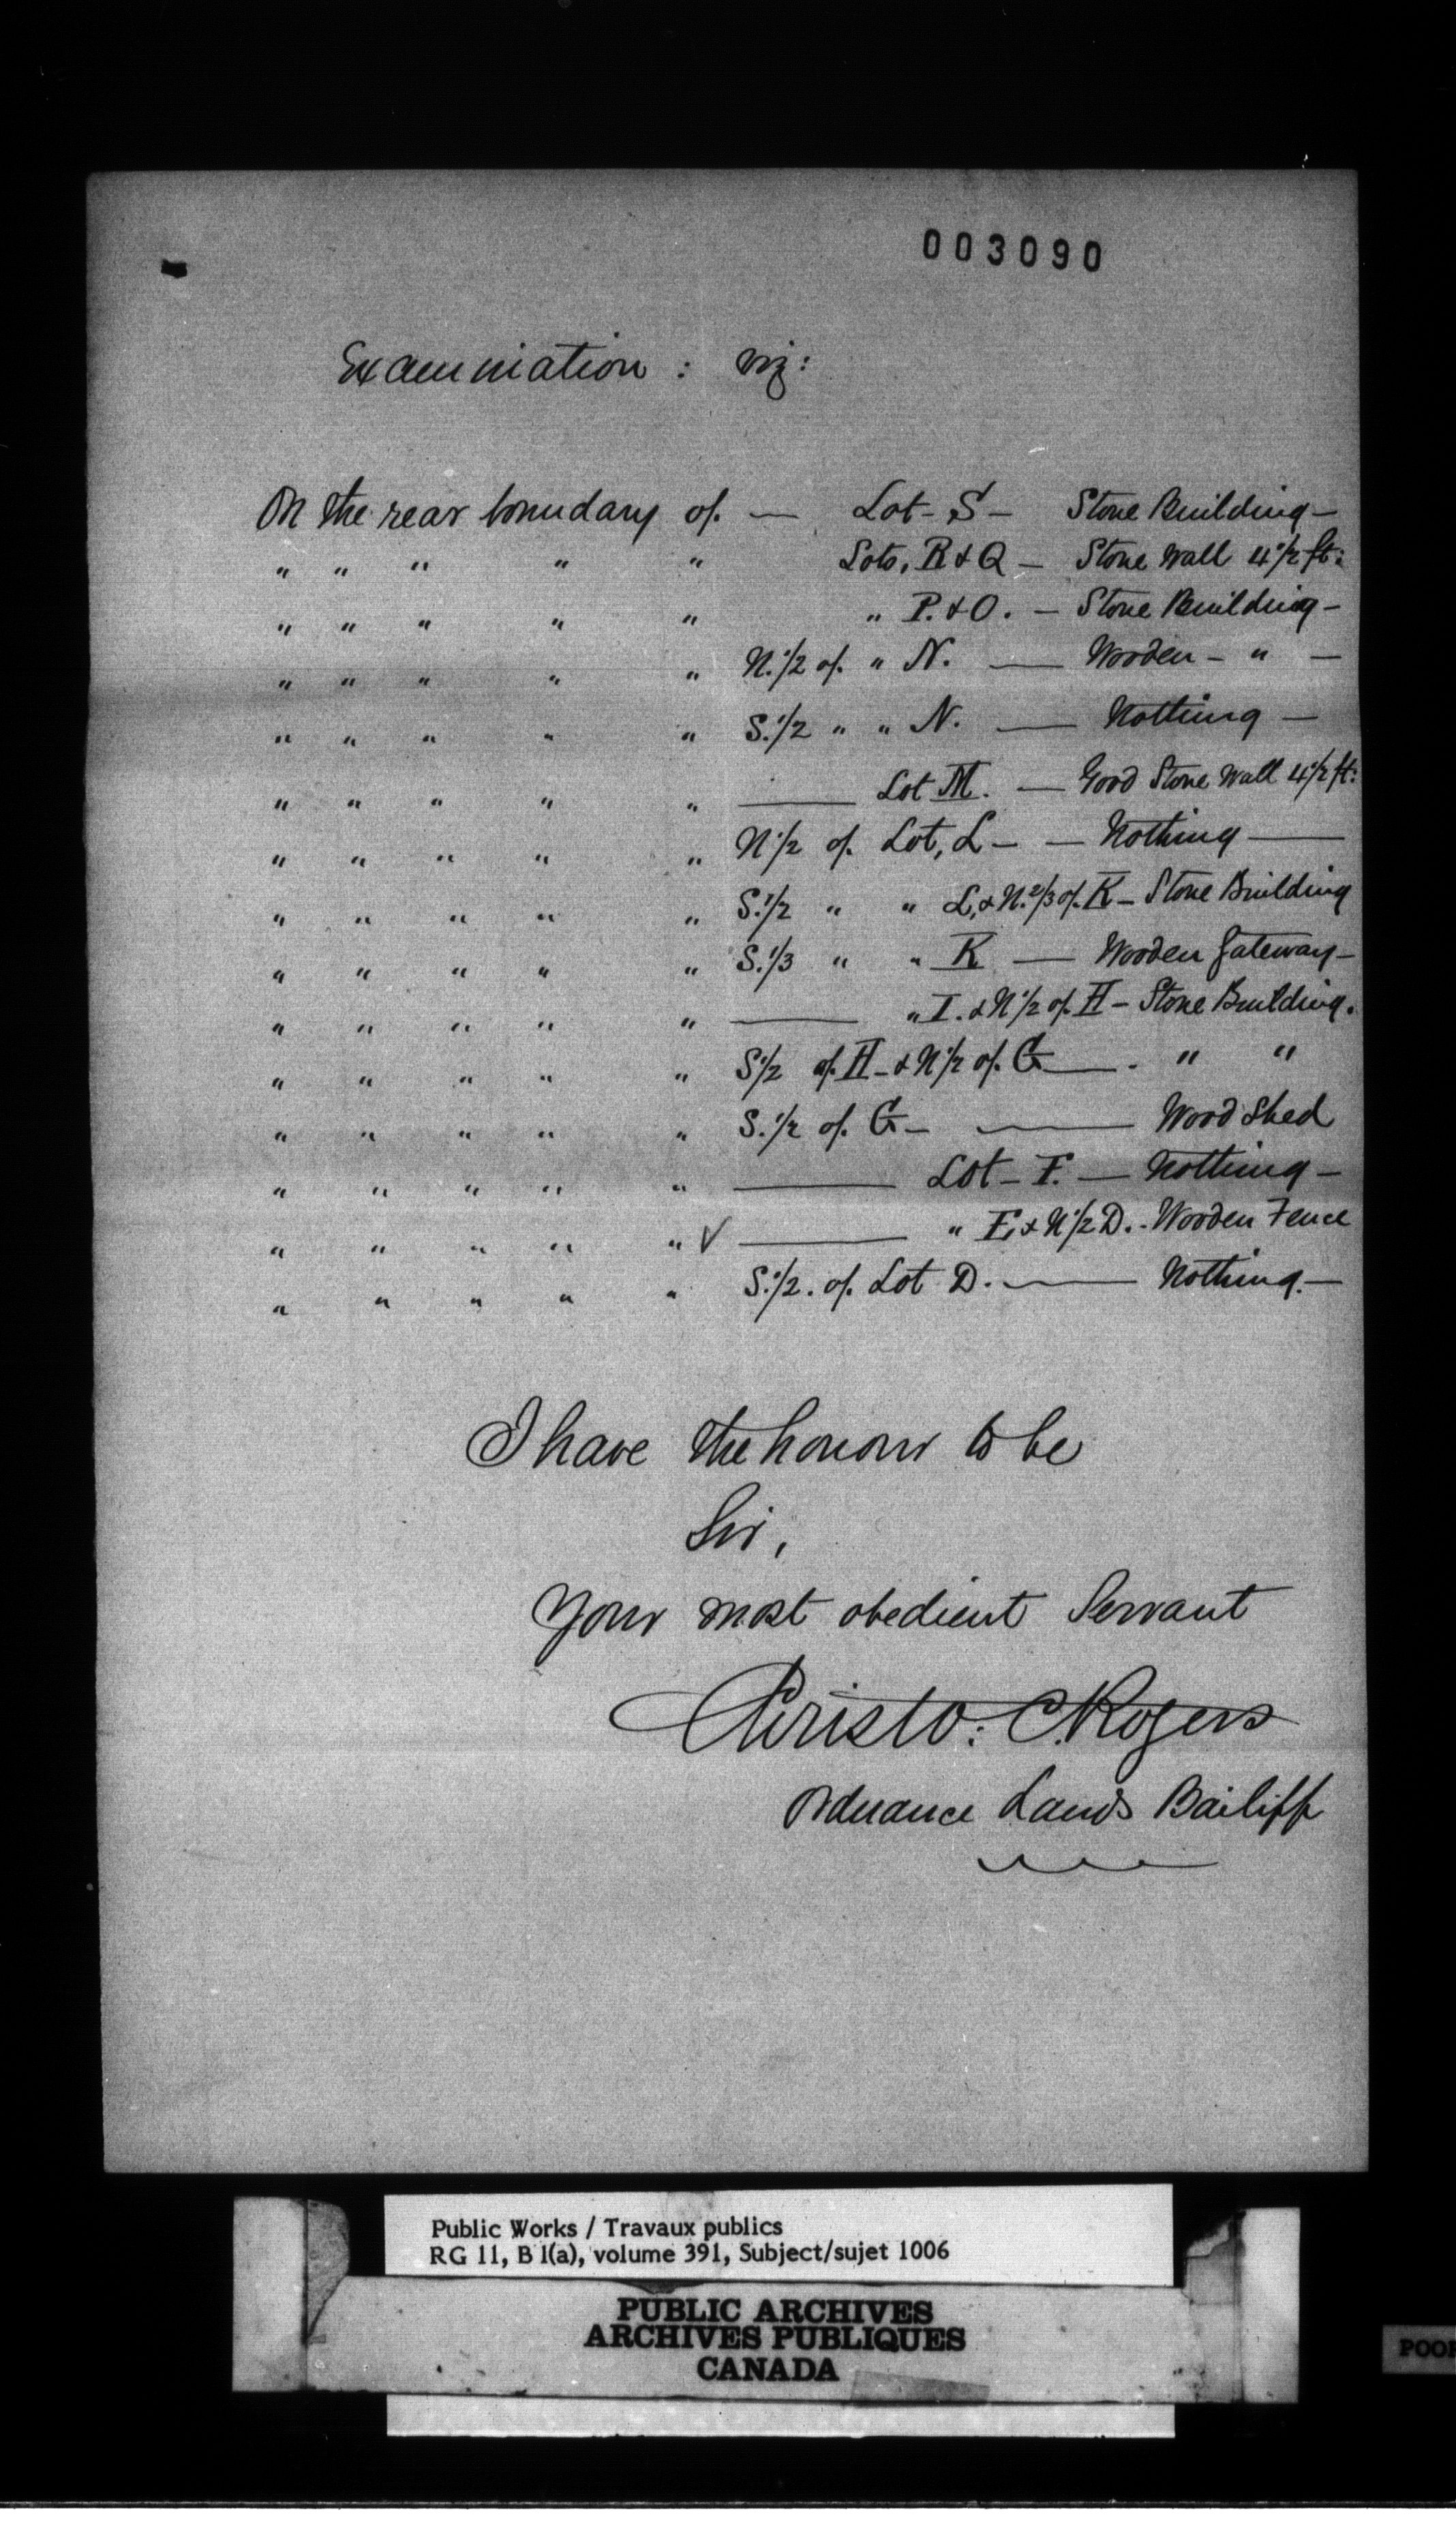 003090
Examination : viz:
On the rear boundary of. — Lot - S - Stone Building -
" " " " " Lots, R & Q - Stone Wall 4 1/2 ft:
" " " " " " P. & O. - Stone Building -
" " " " " N. 1/2 of. " N. — Wooden - " -
" " " " " S. 1/2 " " N. — Nothing -
" " " " " — Lot M. — Good Stone Wall 4 1/2 ft:
" " " " " N 1/2 of. Lot, L - - Nothing —
" " " " " S. 1/2 " " L, & N. 2/3 of. K - Stone Building
" " " " " S. 1/3 " " K — Wooden Gateway -
" " " " " — " I. & N 1/2 of. H - Stone Building.
" " " " " S 1/2 of. H - & N 1/2 of. G — . " "
" " " " " S. 1/2 of. G - — Wood Shed
" " " " " — Lot - F. — Nothing -
" " " " " √ — " E, & N 1/2 D. - Wooden Fence
" " " " " S. 1/2. of. Lot D. — Nothing. -
I have the honour to be
Sir,
Your most obedient Servant
Christo: C. Rogers
Ordnance Lands Bailiff
Public Works / Travaux publics
RG 11, B 1(a), volume 391, Subject/sujet 1006
PUBLIC ARCHIVES
ARCHIVES PUBLIQUES
CANADA